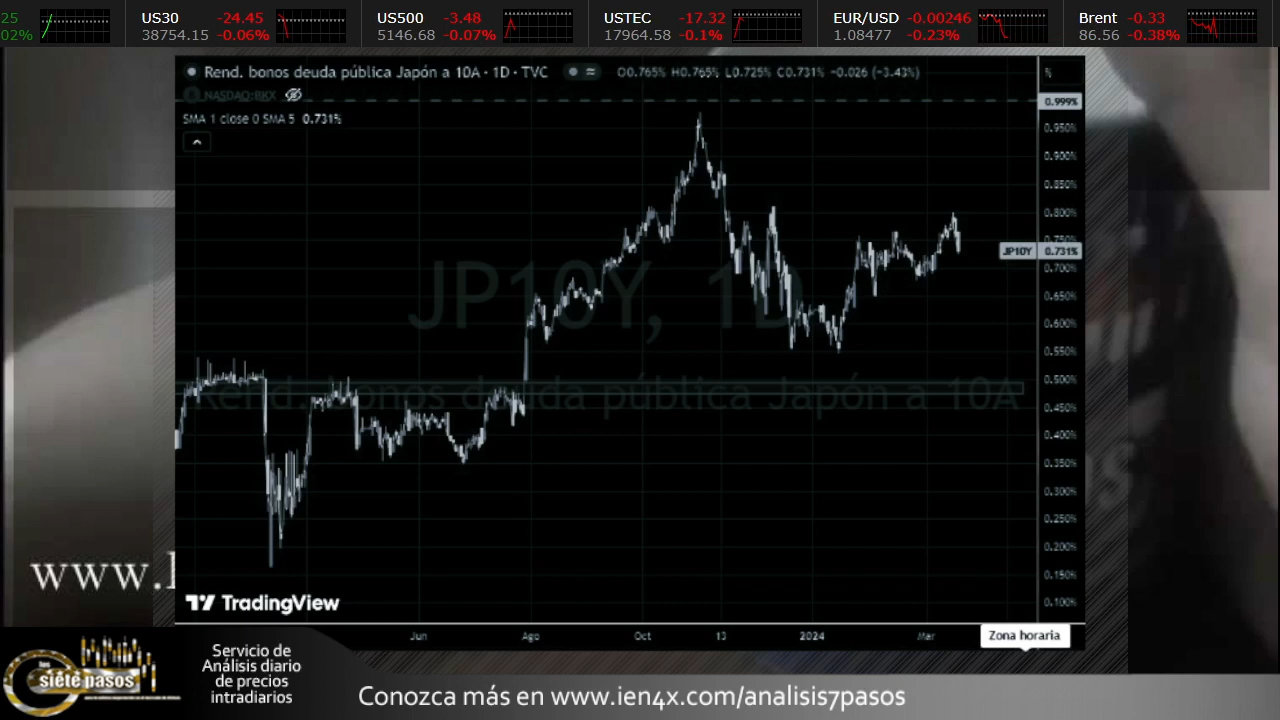 25
02%
US30 -24.45
38754.15 -0.06%
US500 -3.48
5146.68 -0.07%
USTEC -17.32
17964.58 -0.1%
EUR/USD -0.00246
1.08477 -0.23%
Brent -0.33
86.56 -0.38%
Rend. bonos deuda pública Japón a 10A · 1D · TVC
O0.765% H0.765% L0.725% C0.731% -0.026 (-3.43%)
%
NASDAQ:BKX
SMA 1 close 0 SMA 5 0.731%
0.999%
0.950%
0.900%
0.850%
0.800%
0.750%
JP10Y 0.731%
0.700%
0.650%
0.600%
0.550%
0.500%
0.450%
0.400%
0.350%
0.300%
0.250%
0.200%
0.150%
0.100%
JP10Y, 1D
Rend. bonos deuda pública Japón a 10A
www.
TradingView
Jun
Ago
Oct
13
2024
Mar
Zona horaria
los
siete pasos
Servicio de
Análisis diario
de precios
intradiarios
Conozca más en www.ien4x.com/analisis7pasos